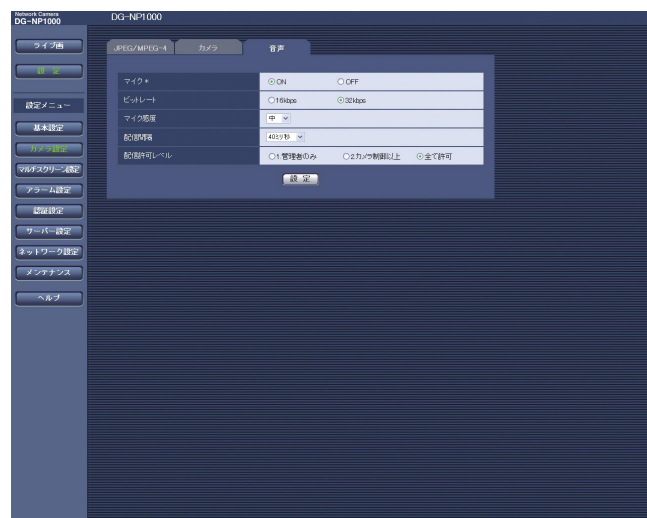 Network Camera
DG-NP1000
DG-NP1000
ライブ画
設 定
設定メニュー
基本設定
カメラ設定
マルチスクリーン設定
アラーム設定
認証設定
サーバー設定
ネットワーク設定
メンテナンス
ヘルプ
JPEG/MPEG-4 カメラ 音声
マイク* ON OFF
ビットレート 16kbps 32kbps
マイク感度 中
配信間隔 40ミリ秒
配信許可レベル 1.管理者のみ 2.カメラ制御以上 全て許可
設 定